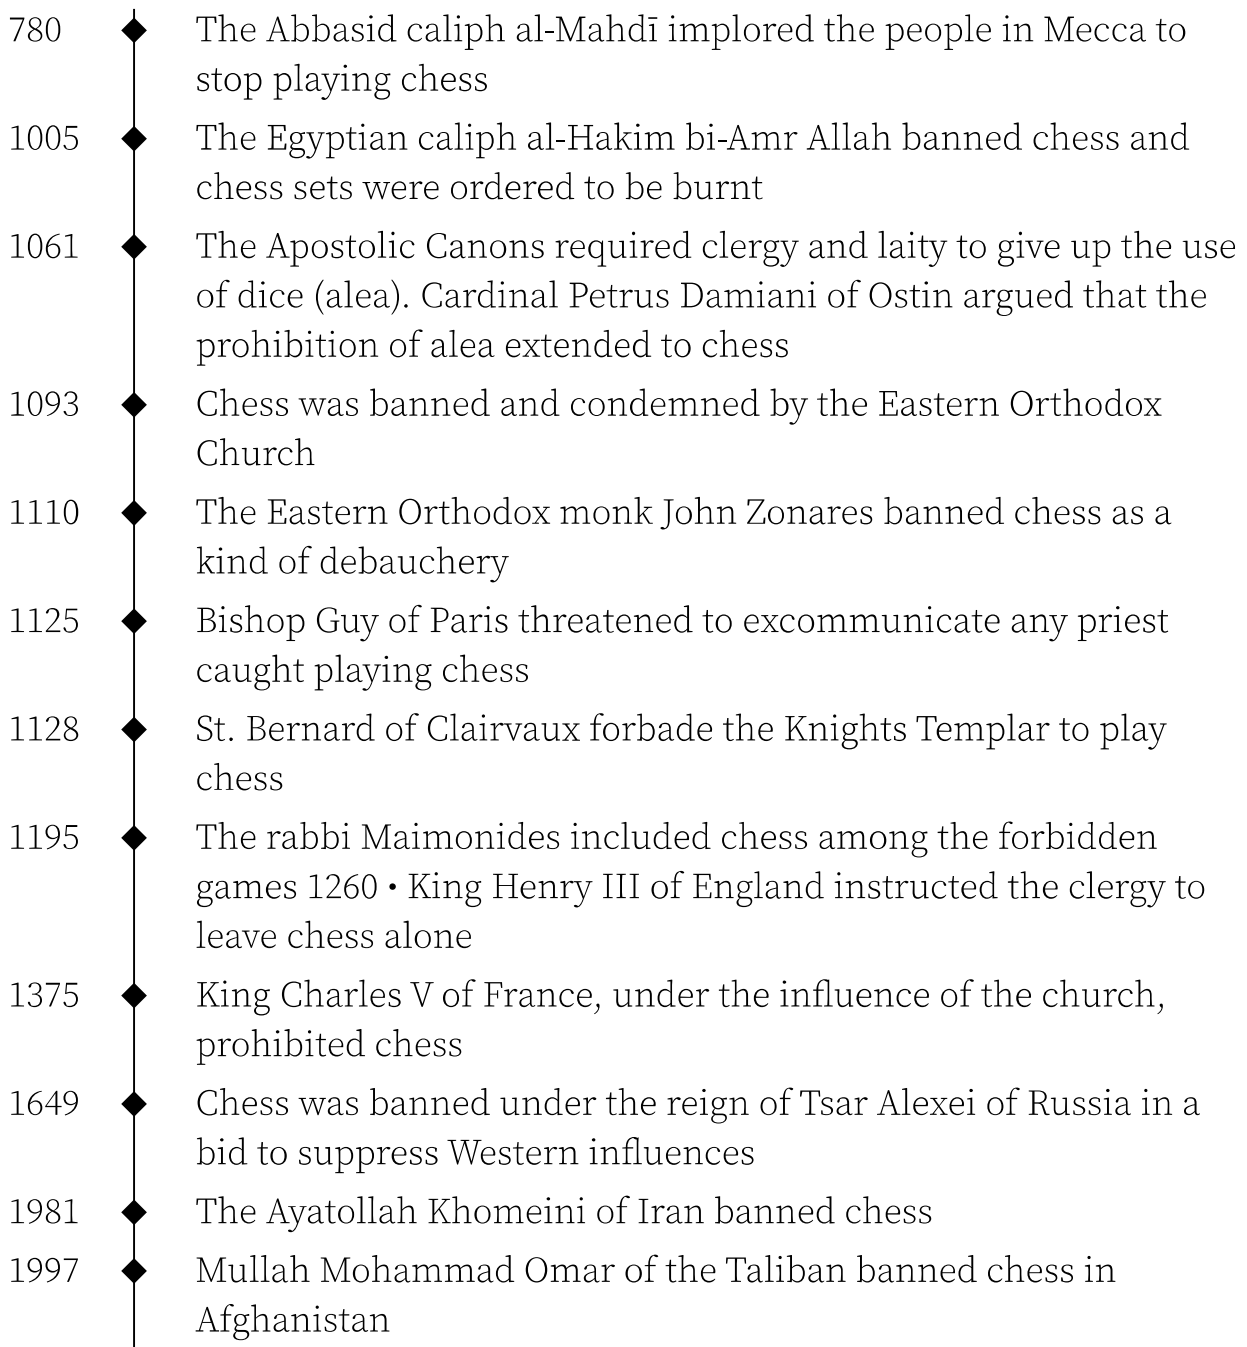 780 The Abbasid caliph al-Mahdī implored the people in Mecca to
stop playing chess
1005 The Egyptian caliph al-Hakim bi-Amr Allah banned chess and
chess sets were ordered to be burnt
1061 The Apostolic Canons required clergy and laity to give up the use
of dice (alea). Cardinal Petrus Damiani of Ostin argued that the
prohibition of alea extended to chess
1093 Chess was banned and condemned by the Eastern Orthodox
Church
1110 The Eastern Orthodox monk John Zonares banned chess as a
kind of debauchery
1125 Bishop Guy of Paris threatened to excommunicate any priest
caught playing chess
1128 St. Bernard of Clairvaux forbade the Knights Templar to play
chess
1195 The rabbi Maimonides included chess among the forbidden
games 1260 • King Henry III of England instructed the clergy to
leave chess alone
1375 King Charles V of France, under the influence of the church,
prohibited chess
1649 Chess was banned under the reign of Tsar Alexei of Russia in a
bid to suppress Western influences
1981 The Ayatollah Khomeini of Iran banned chess
1997 Mullah Mohammad Omar of the Taliban banned chess in
Afghanistan